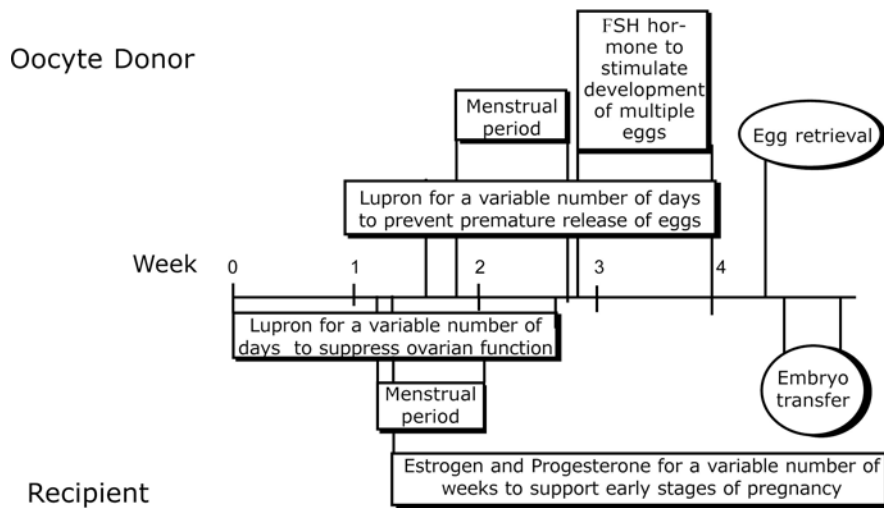 Oocyte Donor
FSH hor-
mone to
stimulate
development
of multiple
eggs
Menstrual
period
Egg retrieval
Lupron for a variable number of days
to prevent premature release of eggs
Week
0 1 2 3 4
Lupron for a variable number of
days to suppress ovarian function
Menstrual
period
Embryo
transfer
Estrogen and Progesterone for a variable number of
weeks to support early stages of pregnancy
Recipient